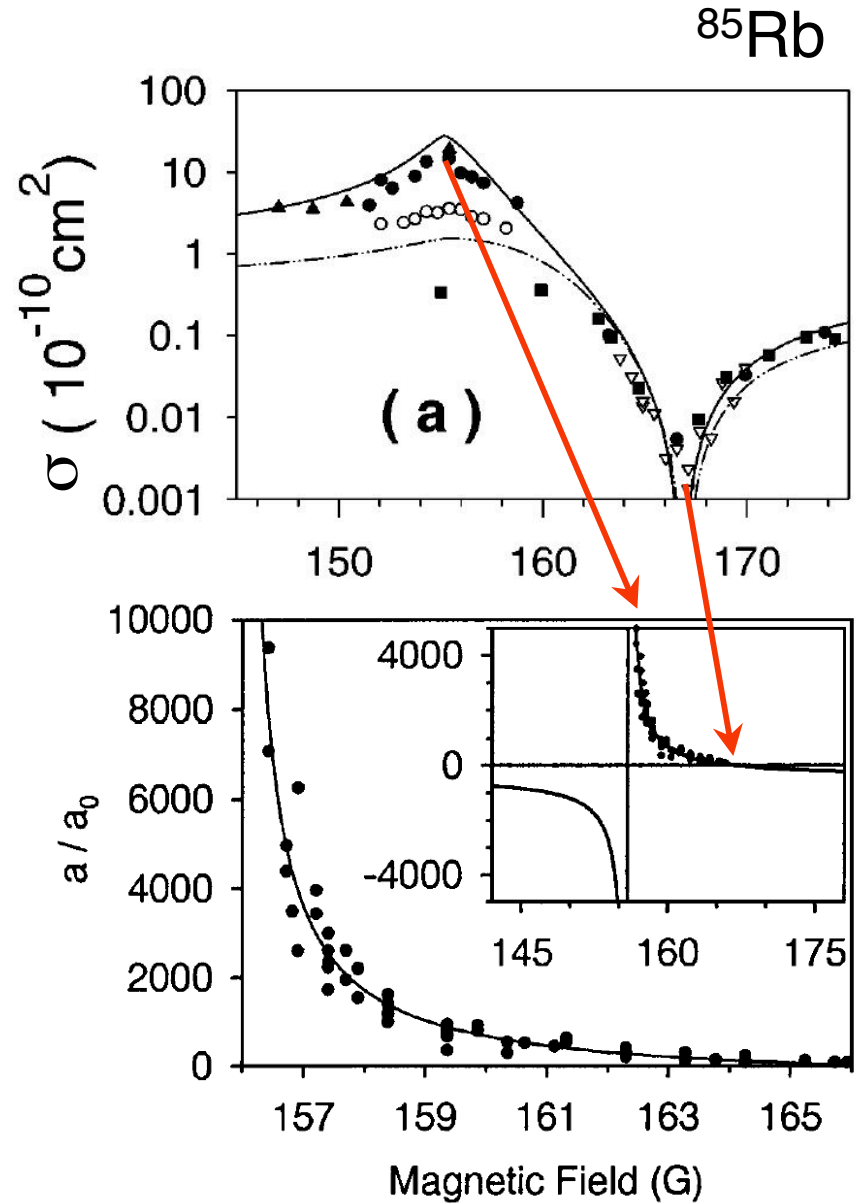 ⁸⁵Rb
σ ( 10⁻¹⁰cm² )
100
10
1
0.1
0.01
0.001
( a )
150 160 170
a / a₀
10000
8000
6000
4000
2000
0
4000
0
-4000
145 160 175
157 159 161 163 165
Magnetic Field (G)